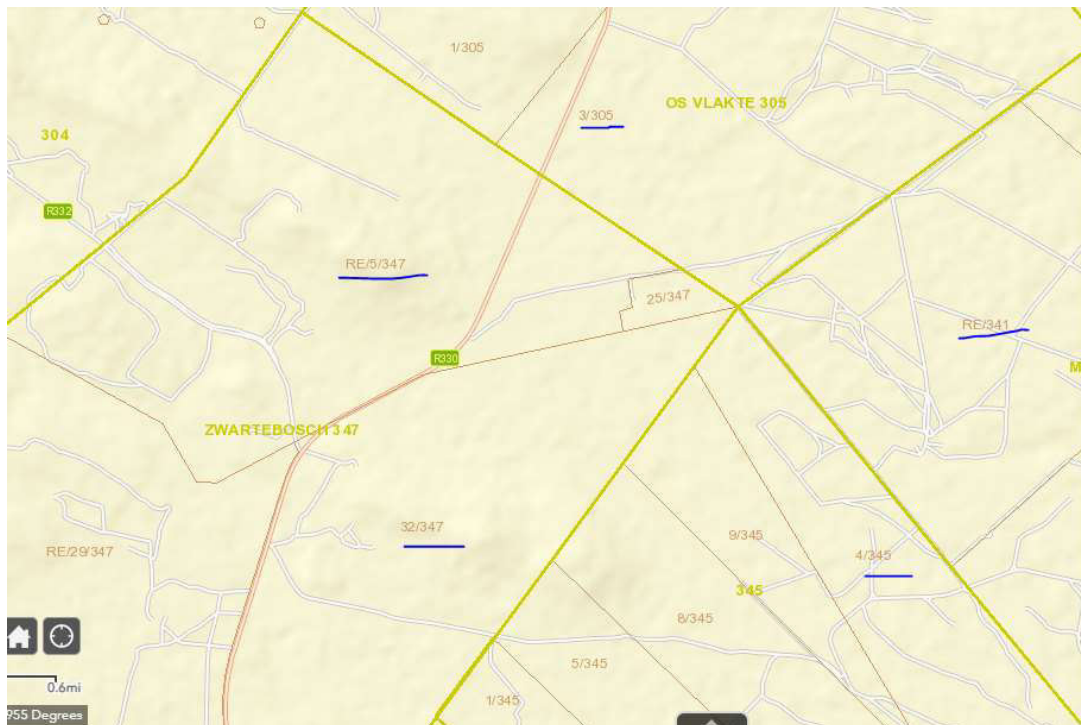 1/305
OS VLAKTE 305
3/305
304
R332
RE/5/347
25/347
RE/341
R330
M
ZWARTEBOSCH 347
32/347
9/345
RE/29/347
4/345
345
8/345
5/345
0.6mi
1/345
955 Degrees